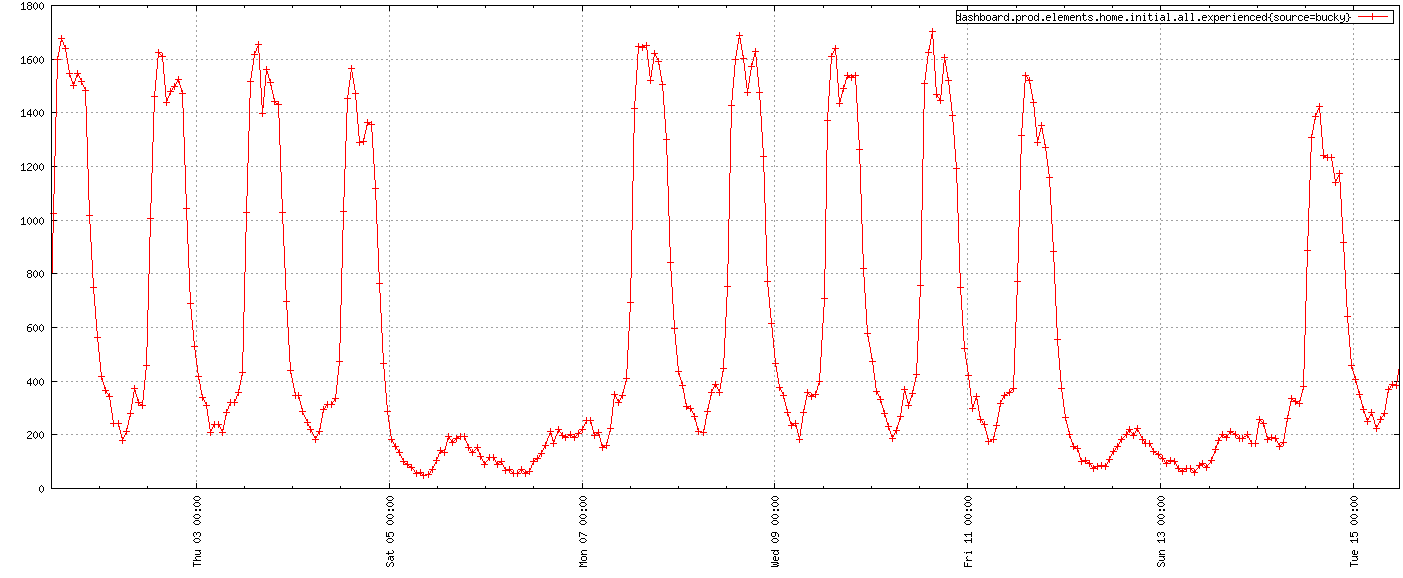 1800
dashboard.prod.elements.home.initial.all.experienced{source=bucky}
1600
1400
1200
1000
800
600
400
200
0
Thu 03 00:00
Sat 05 00:00
Mon 07 00:00
Wed 09 00:00
Fri 11 00:00
Sun 13 00:00
Tue 15 00:00